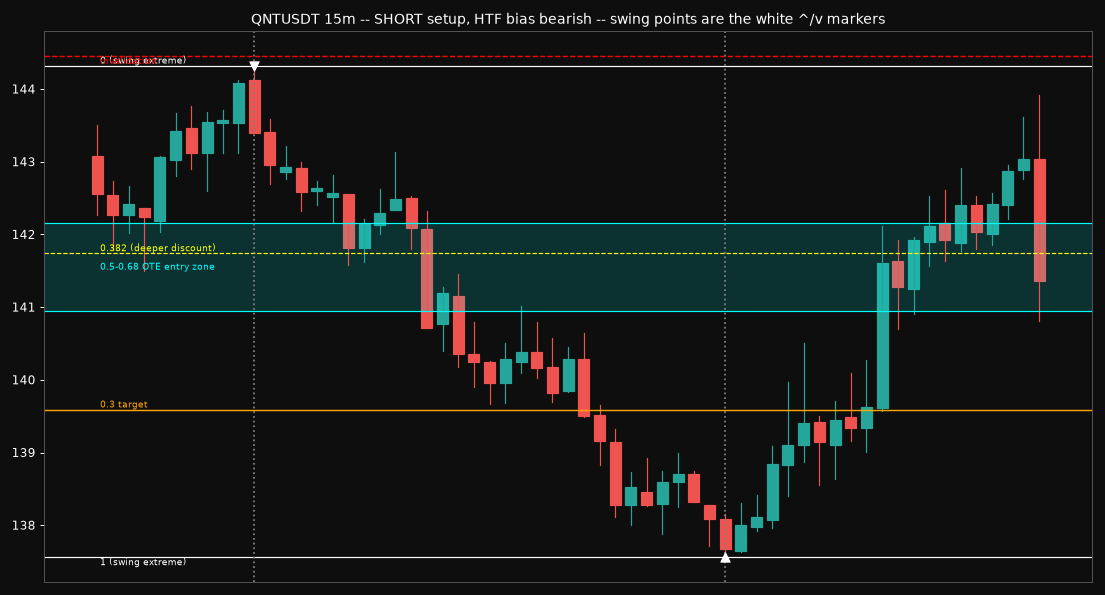 QNTUSDT 15m -- SHORT setup, HTF bias bearish -- swing points are the white ^/v markers
0 (swing extreme)
144
143
142
0.382 (deeper discount)
0.5-0.68 OTE entry zone
141
140
0.3 target
139
138
1 (swing extreme)